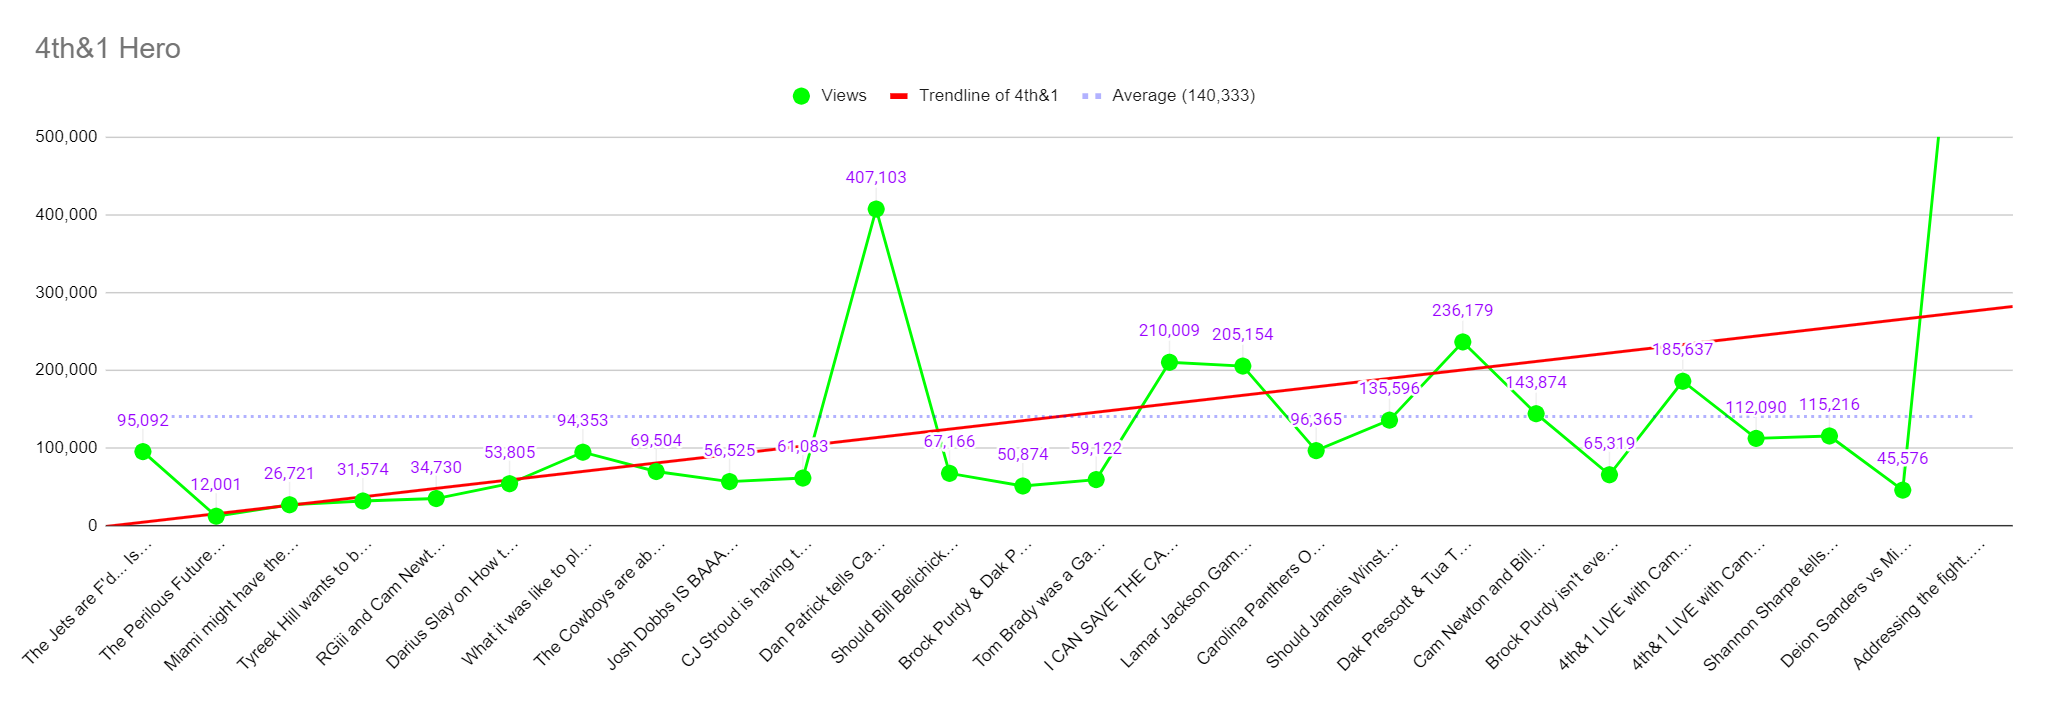 4th&1 Hero
Views
Trendline of 4th&1
Average (140,333)
500,000
400,000
300,000
200,000
100,000
0
95,092
12,001
26,721
31,574
34,730
53,805
94,353
69,504
56,525
61,083
407,103
67,166
50,874
59,122
210,009
205,154
96,365
135,596
236,179
143,874
65,319
185,637
112,090
115,216
45,576
The Jets are F'd... Is…
The Perilous Future…
Miami might have the…
Tyreek Hill wants to b…
RGiii and Cam Newt…
Darius Slay on How t…
What it was like to pl…
The Cowboys are ab…
Josh Dobbs IS BAAA…
CJ Stroud is having t…
Dan Patrick tells Ca…
Should Bill Belichick…
Brock Purdy & Dak P…
Tom Brady was a Ga…
I CAN SAVE THE CA…
Lamar Jackson Gam…
Carolina Panthers O…
Should Jameis Winst…
Dak Prescott & Tua T…
Cam Newton and Bill…
Brock Purdy isn't eve…
4th&1 LIVE with Cam…
4th&1 LIVE with Cam…
Shannon Sharpe tells…
Deion Sanders vs Mi…
Addressing the fight..…